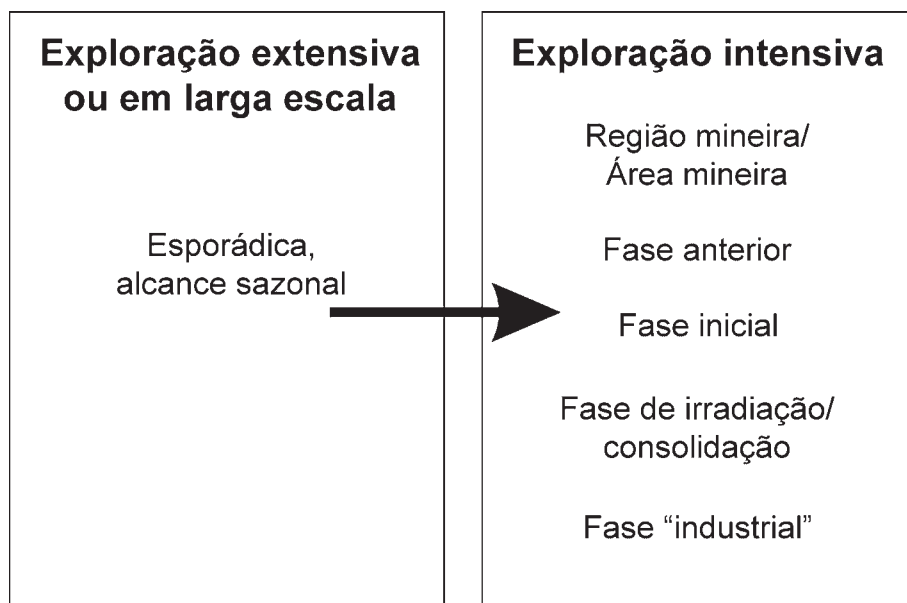 Exploração extensiva
ou em larga escala
Esporádica,
alcance sazonal
Exploração intensiva
Região mineira/
Área mineira
Fase anterior
Fase inicial
Fase de irradiação/
consolidação
Fase “industrial”